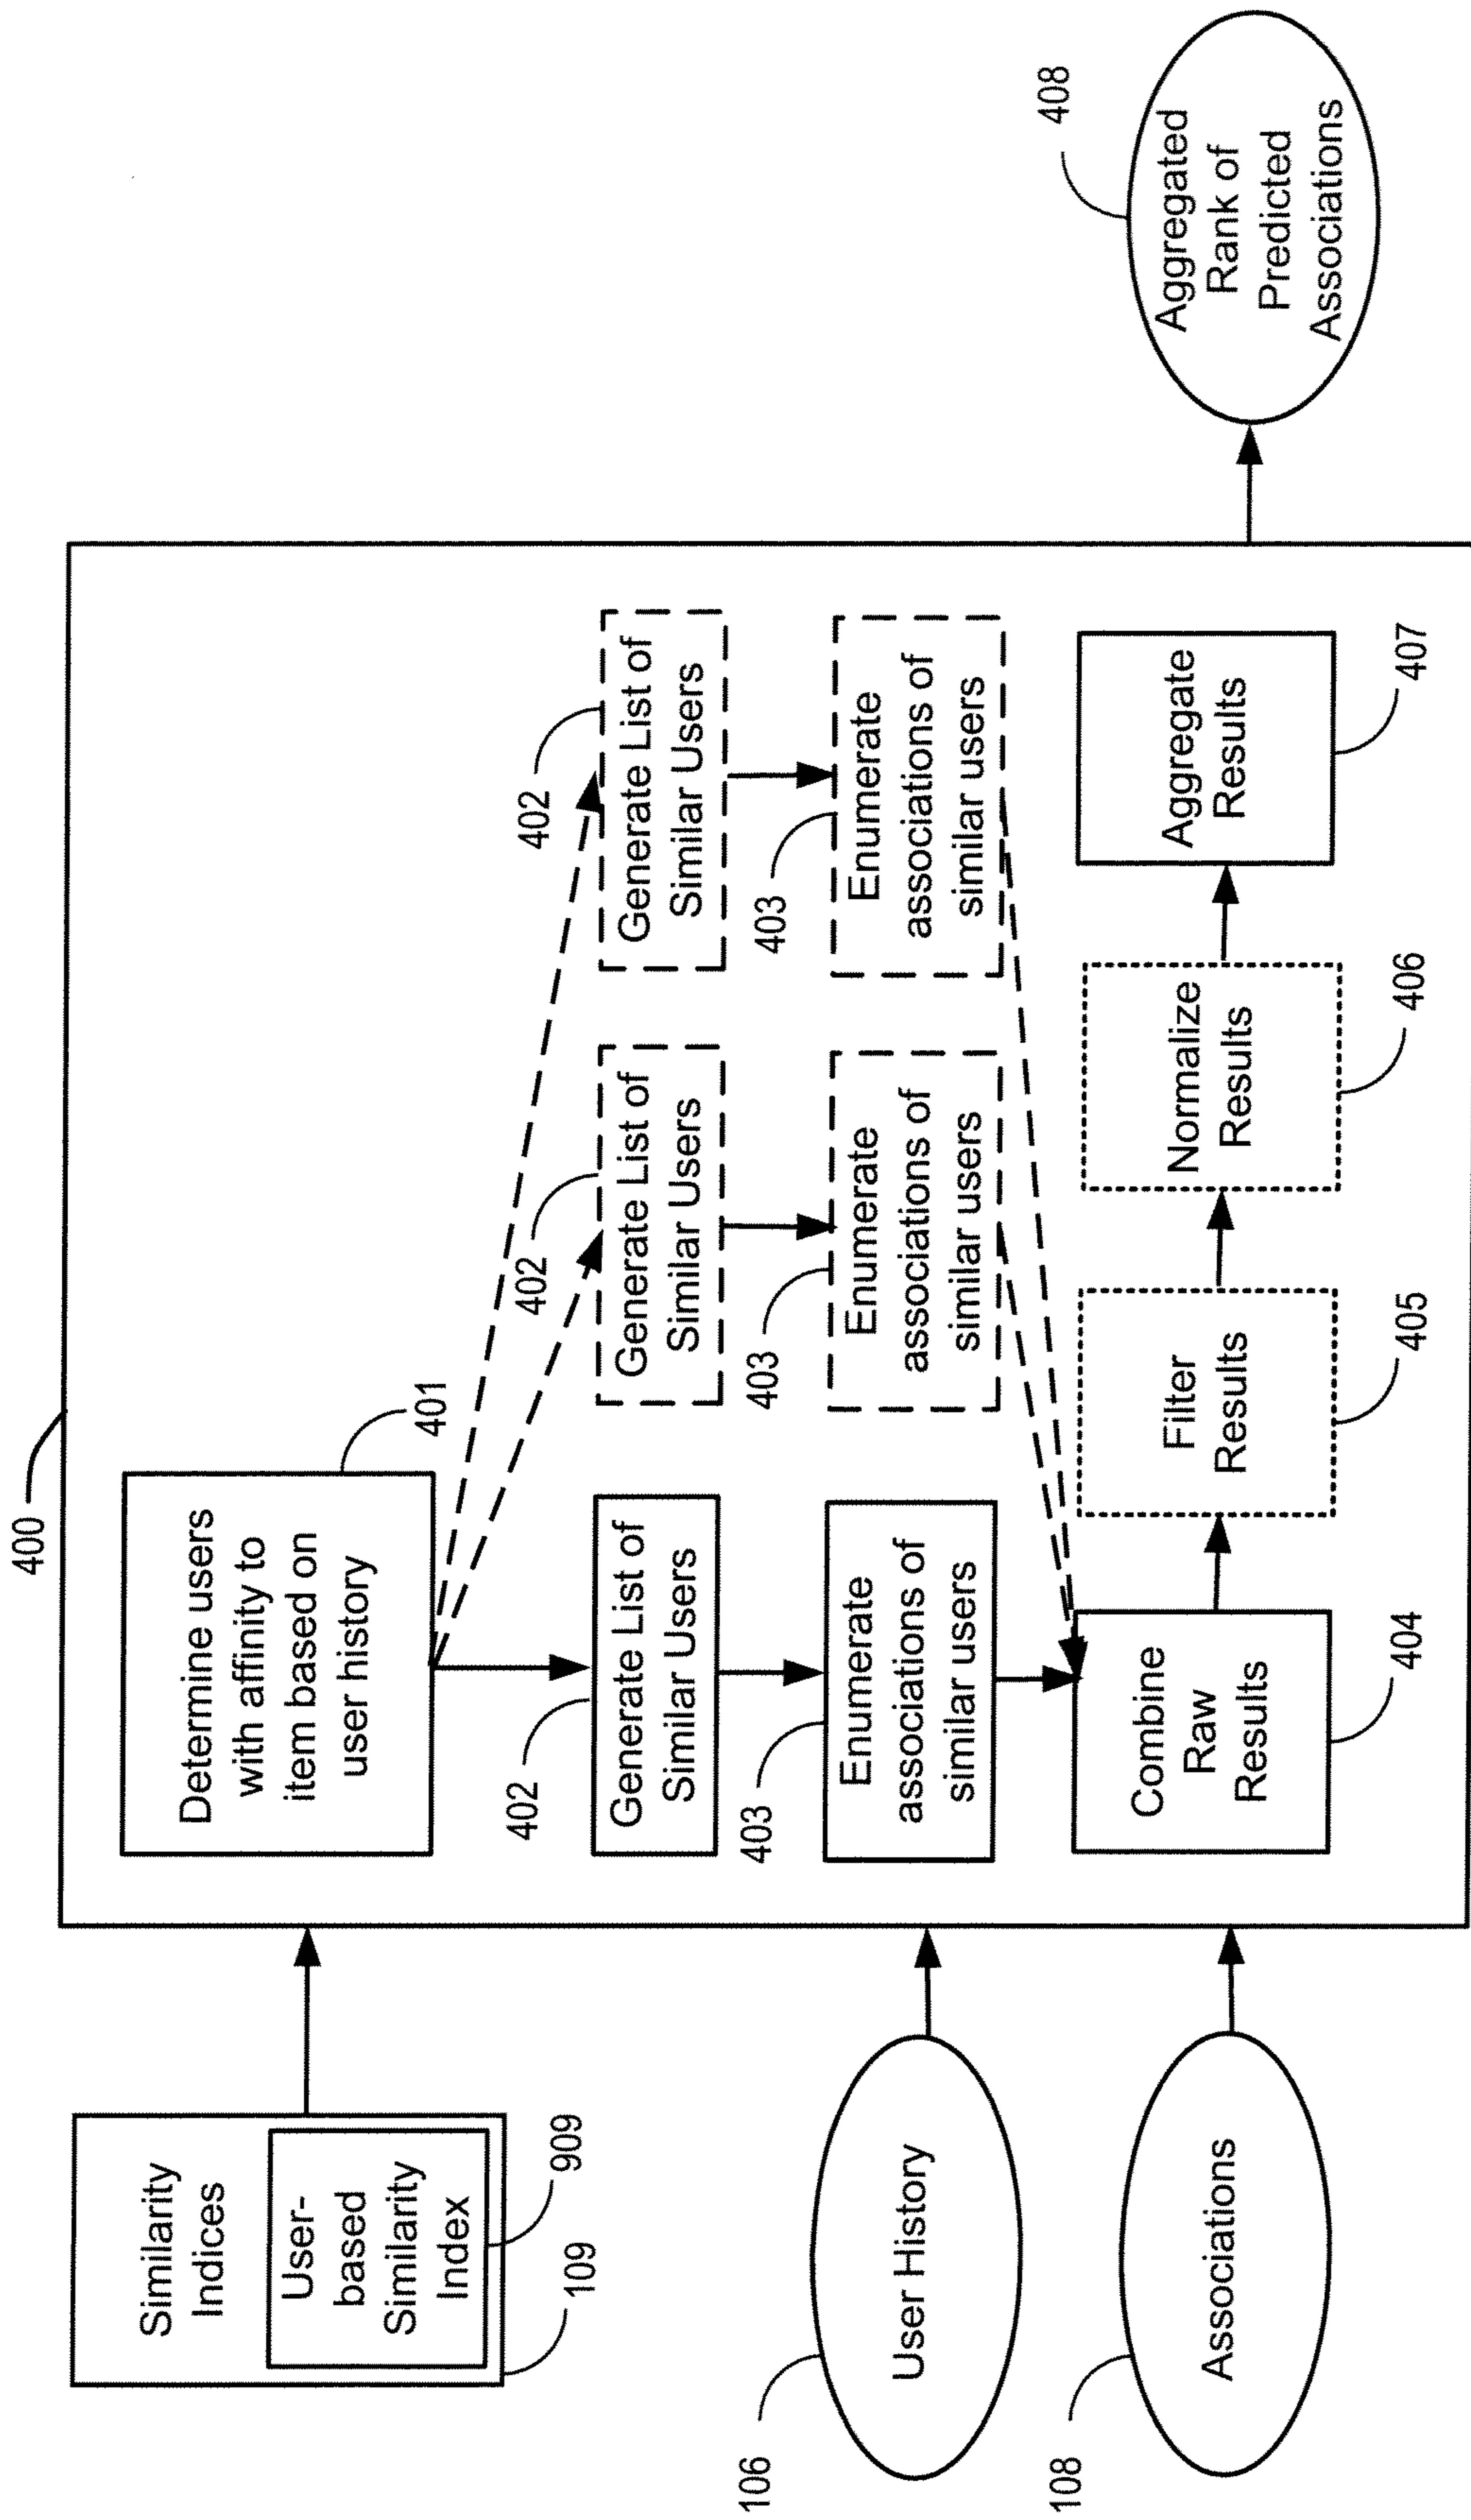 400
Similarity
Indices
User-
based
Similarity
Index
909
109
User History
106
Associations
108
Determine users
with affinity to
item based on
user history
401
402
Generate List of
Similar Users
402
Generate List of
Similar Users
402
Generate List of
Similar Users
403
Enumerate
associations of
similar users
403
Enumerate
associations of
similar users
403
Enumerate
associations of
similar users
Combine
Raw
Results
404
Filter
Results
405
Normalize
Results
406
Aggregate
Results
407
408
Aggregated
Rank of
Predicted
Associations